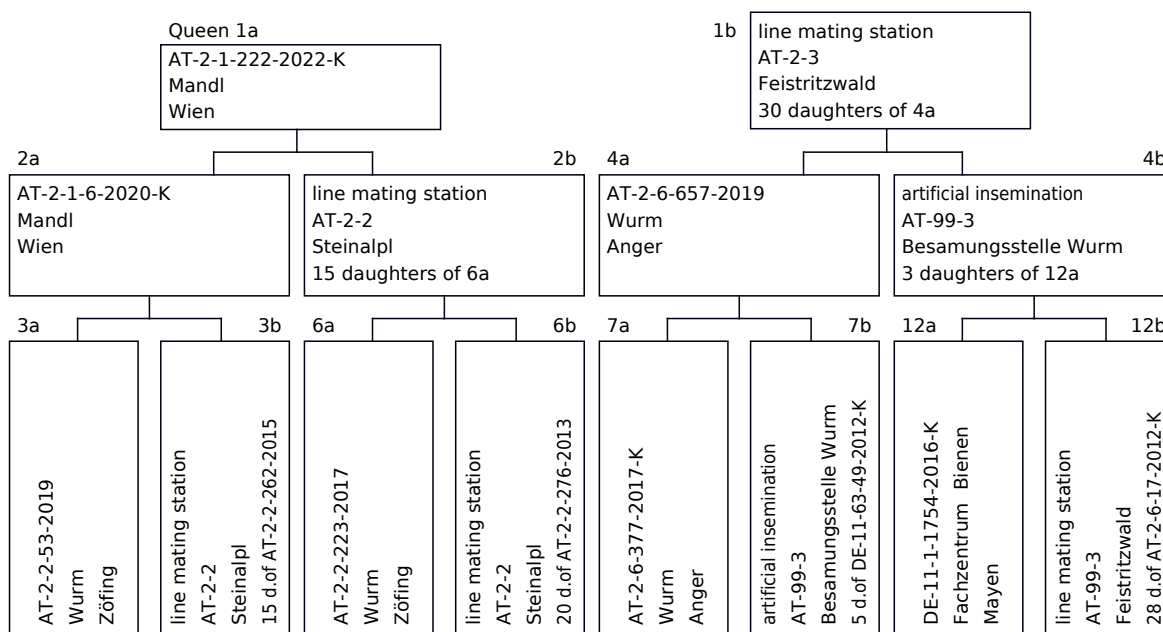 Queen 1a
AT-2-1-222-2022-K
Mandl
Wien
1b
line mating station
AT-2-3
Feistritzwald
30 daughters of 4a
2a
AT-2-1-6-2020-K
Mandl
Wien
2b
line mating station
AT-2-2
Steinalpl
15 daughters of 6a
4a
AT-2-6-657-2019
Wurm
Anger
4b
artificial insemination
AT-99-3
Besamungsstelle Wurm
3 daughters of 12a
3a
AT-2-2-53-2019
Wurm
Zöfing
3b
line mating station
AT-2-2
Steinalpl
15 d.of AT-2-2-262-2015
6a
AT-2-2-223-2017
Wurm
Zöfing
6b
line mating station
AT-2-2
Steinalpl
20 d.of AT-2-2-276-2013
7a
AT-2-6-377-2017-K
Wurm
Anger
7b
artificial insemination
AT-99-3
Besamungsstelle Wurm
5 d.of DE-11-63-49-2012-K
12a
DE-11-1-1754-2016-K
Fachzentrum Bienen
Mayen
12b
line mating station
AT-99-3
Feistritzwald
28 d.of AT-2-6-17-2012-K